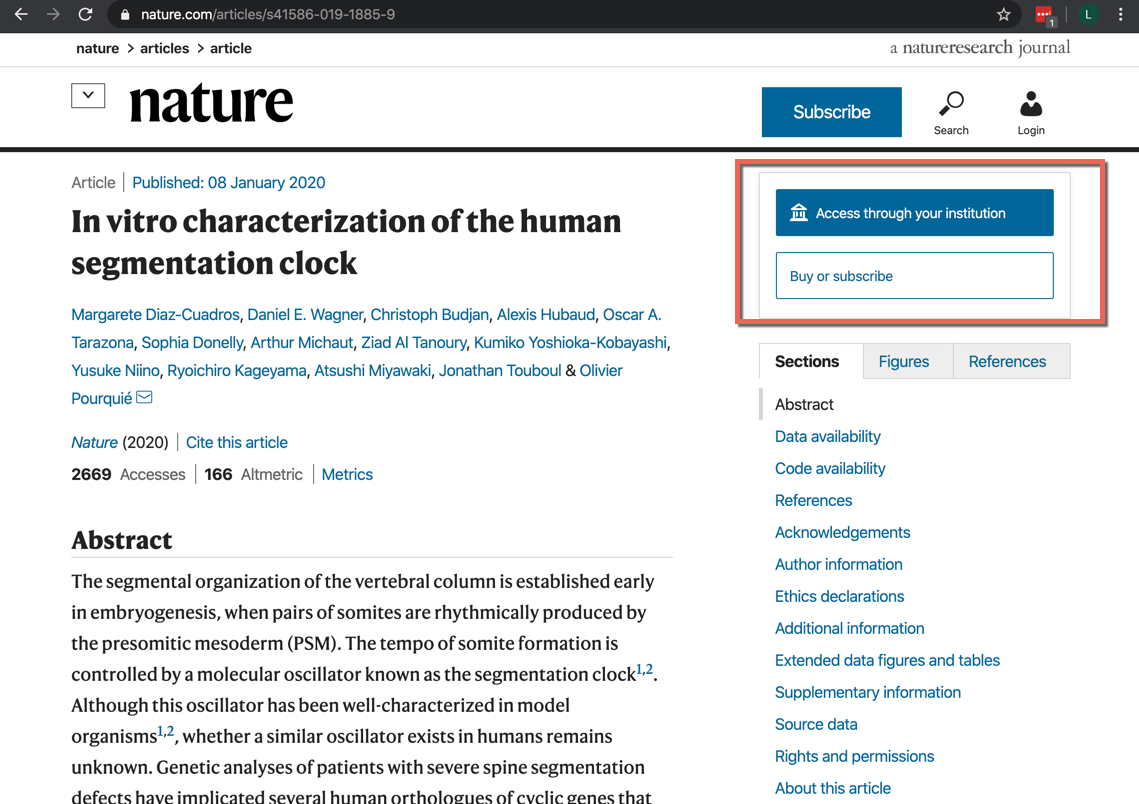 nature.com/articles/s41586-019-1885-9
1
L
nature > articles > article
a natureresearch journal
nature
Subscribe
Search
Login
Article | Published: 08 January 2020
In vitro characterization of the human
segmentation clock
Margarete Diaz-Cuadros, Daniel E. Wagner, Christoph Budjan, Alexis Hubaud, Oscar A.
Tarazona, Sophia Donelly, Arthur Michaut, Ziad Al Tanoury, Kumiko Yoshioka-Kobayashi,
Yusuke Niino, Ryoichiro Kageyama, Atsushi Miyawaki, Jonathan Touboul & Olivier
Pourquié
Nature (2020) | Cite this article
2669 Accesses | 166 Altmetric | Metrics
Abstract
The segmental organization of the vertebral column is established early
in embryogenesis, when pairs of somites are rhythmically produced by
the presomitic mesoderm (PSM). The tempo of somite formation is
controlled by a molecular oscillator known as the segmentation clock1,2.
Although this oscillator has been well-characterized in model
organisms1,2, whether a similar oscillator exists in humans remains
unknown. Genetic analyses of patients with severe spine segmentation
defects have implicated several human orthologues of cyclic genes that
Access through your institution
Buy or subscribe
Sections
Figures
References
Abstract
Data availability
Code availability
References
Acknowledgements
Author information
Ethics declarations
Additional information
Extended data figures and tables
Supplementary information
Source data
Rights and permissions
About this article